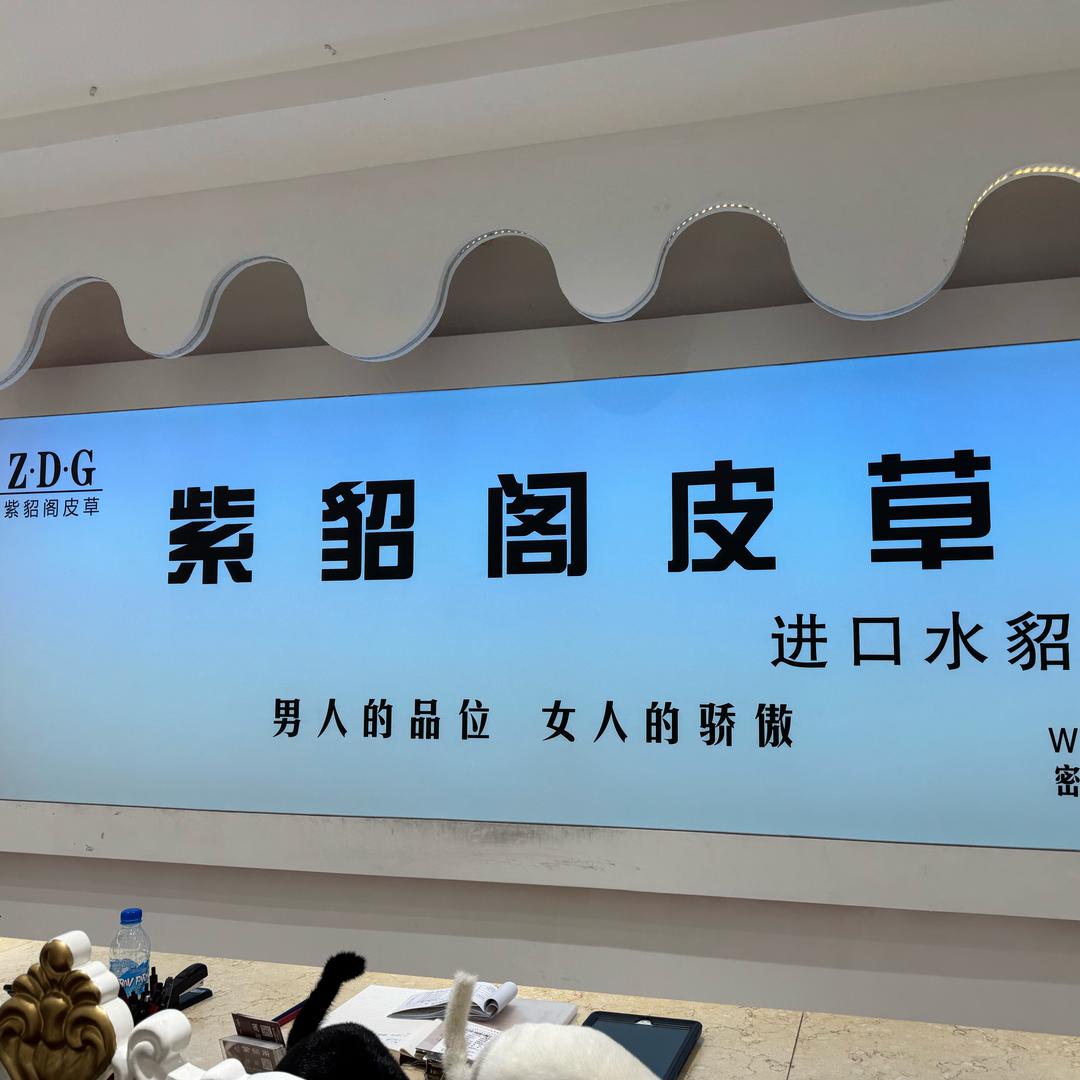 Z·D·G
紫貂阁皮草
紫貂阁皮草
进口水貂
男人的品位 女人的骄傲
W
密